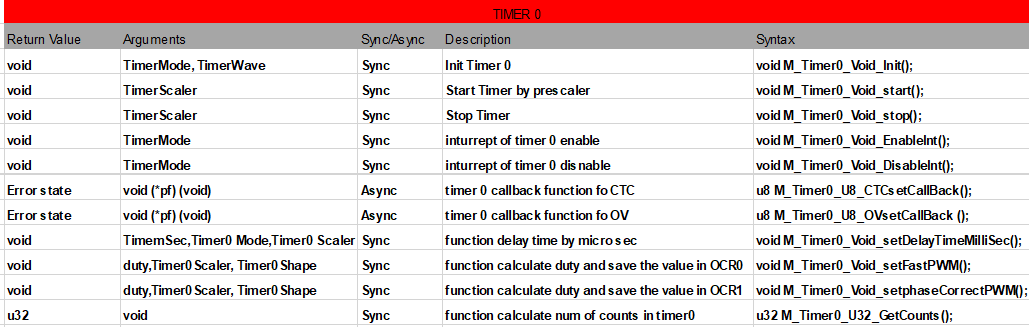 TIMER 0
Return Value Arguments Sync/Async Description Syntax
void TimerMode, TimerWave Sync Init Timer 0 void M_Timer0_Void_Init();
void TimerScaler Sync Start Timer by prescaler void M_Timer0_Void_start();
void TimerScaler Sync Stop Timer void M_Timer0_Void_stop();
void TimerMode Sync inturrept of timer 0 enable void M_Timer0_Void_EnableInt();
void TimerMode Sync inturrept of timer 0 disnable void M_Timer0_Void_DisableInt();
Error state void (*pf) (void) Async timer 0 callback function fo CTC u8 M_Timer0_U8_CTCsetCallBack();
Error state void (*pf) (void) Async timer 0 callback function fo OV u8 M_Timer0_U8_OVsetCallBack ();
void TimemSec,Timer0 Mode,Timer0 Scaler Sync function delay time by micro sec void M_Timer0_Void_setDelayTimeMilliSec();
void duty,Timer0 Scaler, Timer0 Shape Sync function calculate duty and save the value in OCR0 void M_Timer0_Void_setFastPWM();
void duty,Timer0 Scaler, Timer0 Shape Sync function calculate duty and save the value in OCR1 void M_Timer0_Void_setphaseCorrectPWM();
u32 void Sync function calculate num of counts in timer0 u32 M_Timer0_U32_GetCounts();